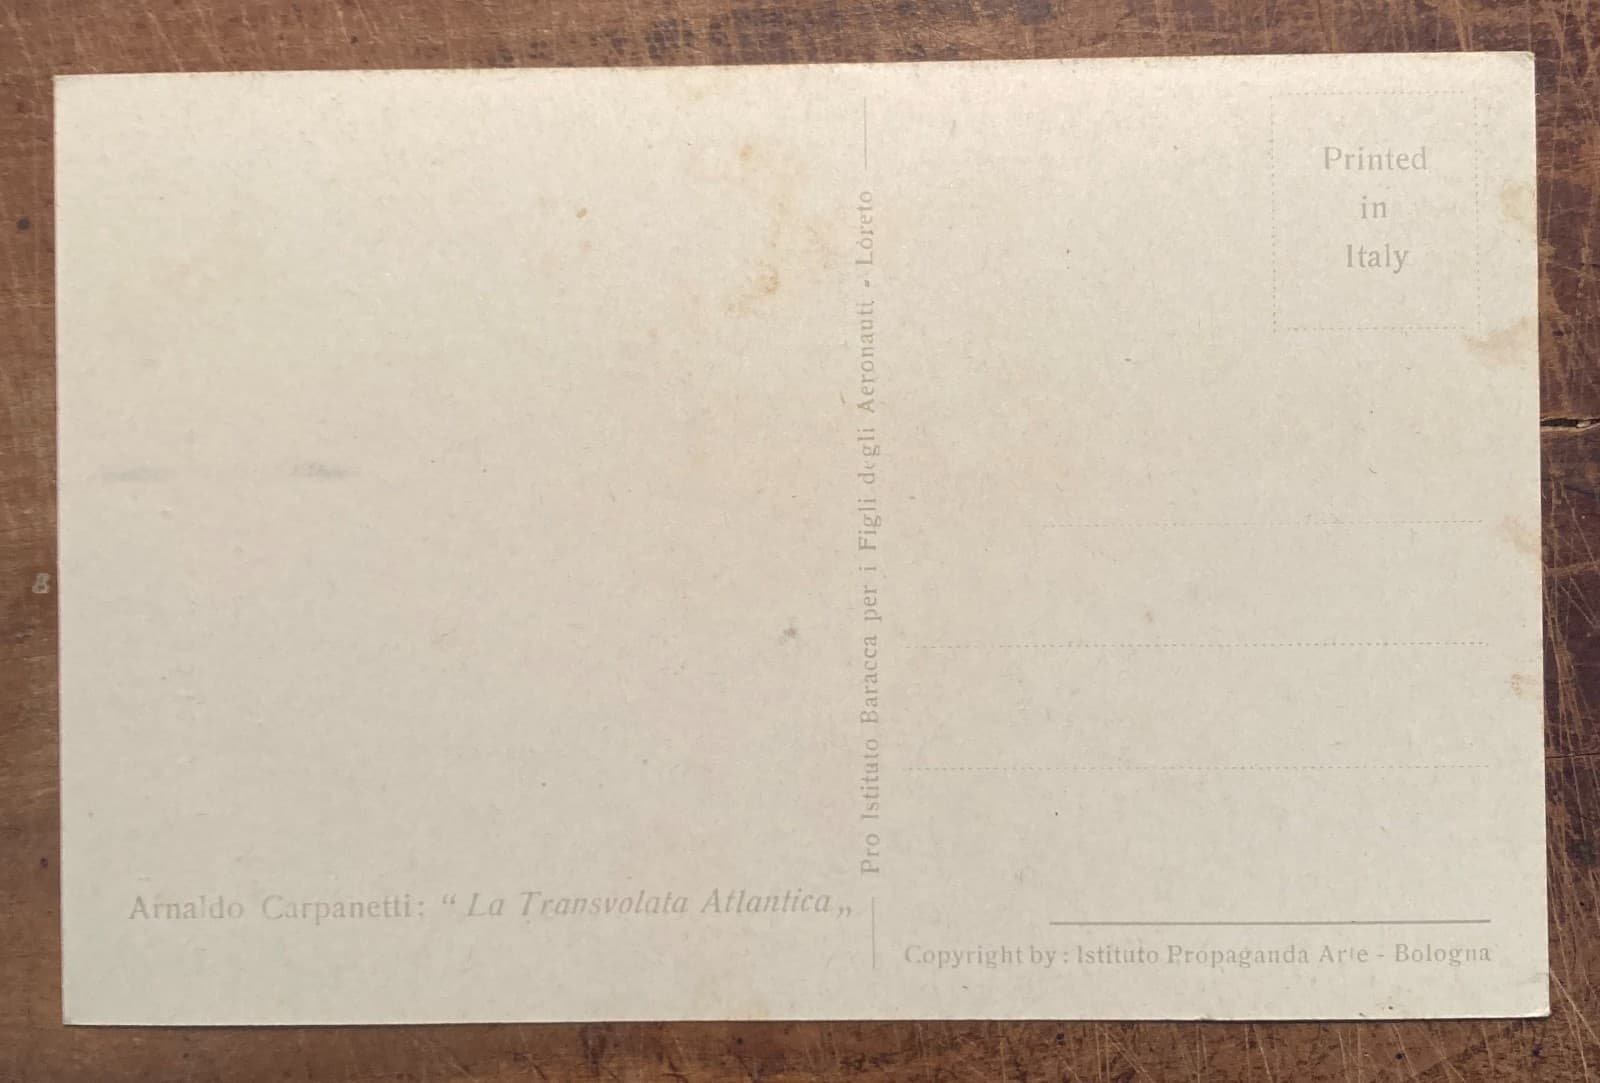 Printed
in
Italy
Pro Istituto Baracca per i Figli degli Aeronauti - Loreto
Arnaldo Carpanetti: “ La Transvolata Atlantica „
Copyright by: Istituto Propaganda Arte - Bologna